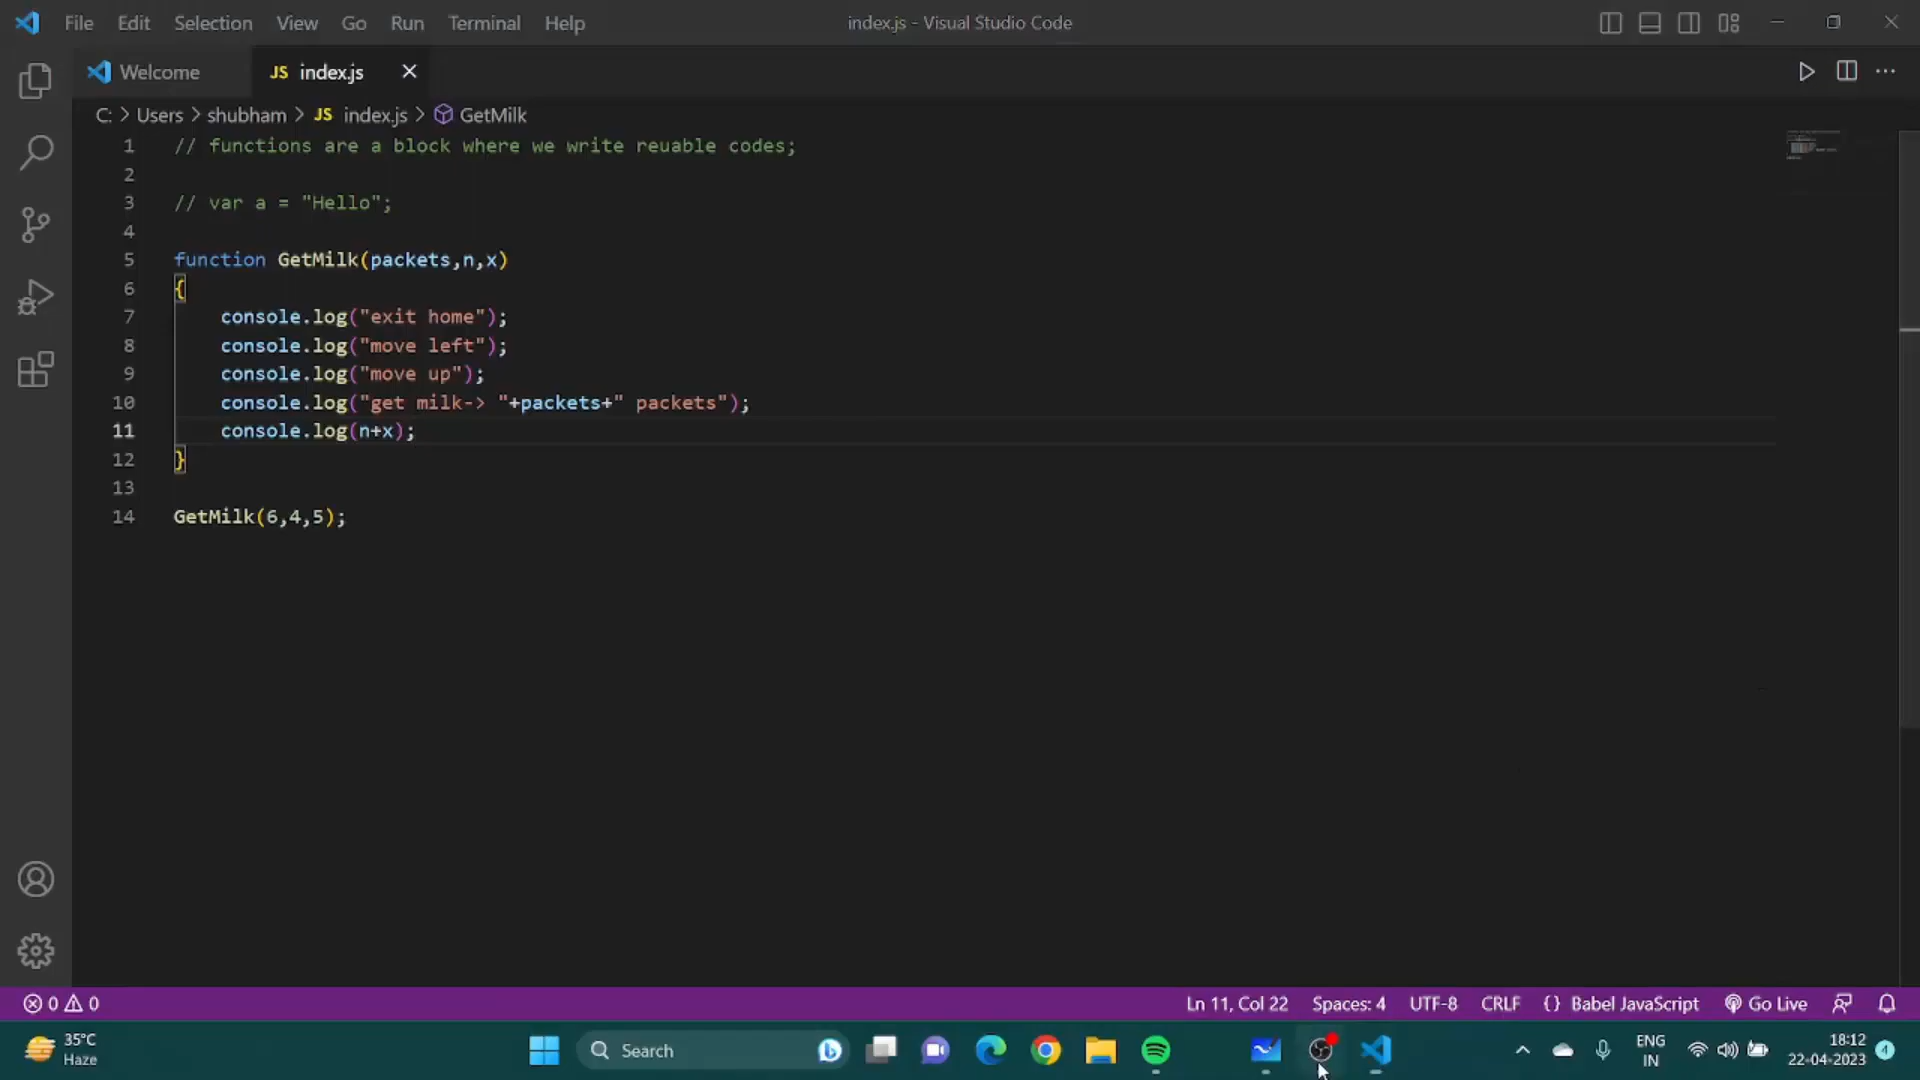 File Edit Selection View Go Run Terminal Help index.js - Visual Studio Code
Welcome JS index.js
C: > Users > shubham > JS index.js > GetMilk
1 // functions are a block where we write reuable codes;
2
3 // var a = "Hello";
4
5 function GetMilk(packets,n,x)
6 {
7 console.log("exit home");
8 console.log("move left");
9 console.log("move up");
10 console.log("get milk-> "+packets+" packets");
11 console.log(n+x);
12 }
13
14 GetMilk(6,4,5);
0 0 Ln 11, Col 22 Spaces: 4 UTF-8 CRLF {} Babel JavaScript Go Live
35°C
Haze
Search
ENG
IN
18:12
22-04-2023
4